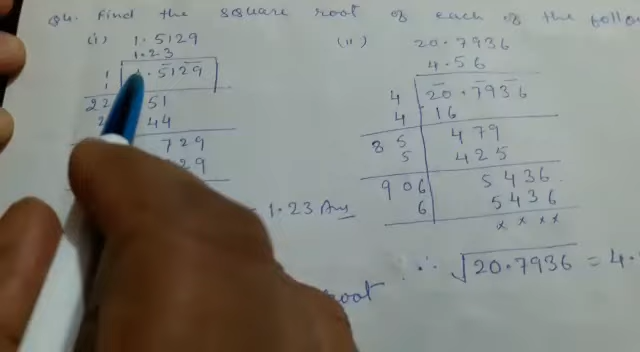 Q4. Find the square root of each of the
(i) 1.5129
1.23
1 1.5129
1
22 51
2 44
729
29
1.23 Ans
(ii) 20.7936
4.56
4 20.7936
4 16
85 479
5 425
906 5436
6 5436
××××
∴ √20.7936 = 4.
root